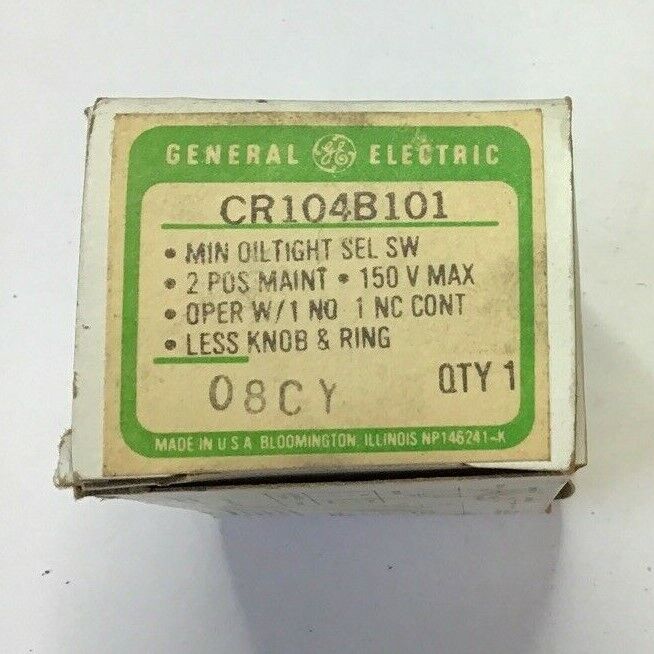 GENERAL GE ELECTRIC
CR104B101
• MIN OILTIGHT SEL SW
• 2 POS MAINT • 150 V MAX
• OPER W/1 NO 1 NC CONT
• LESS KNOB & RING
08CY QTY 1
MADE IN U S A BLOOMINGTON, ILLINOIS NP146241-K